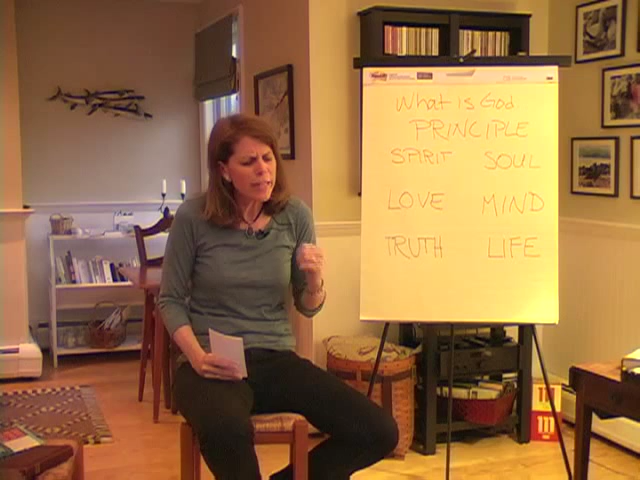 What is God
PRINCIPLE
SPIRIT SOUL
LOVE MIND
TRUTH LIFE